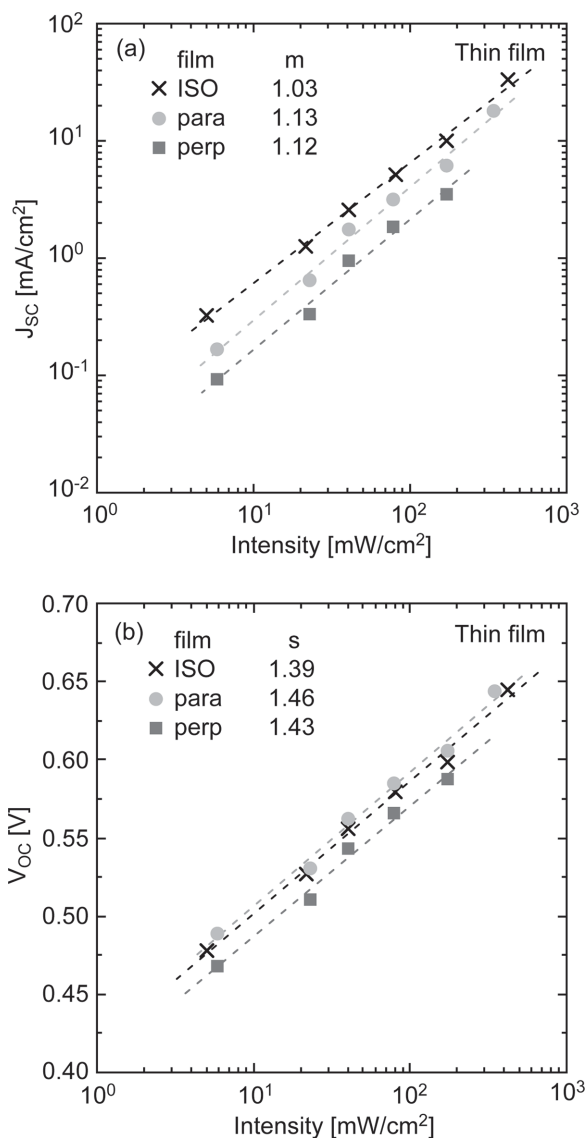 (a) film m Thin film
ISO 1.03
para 1.13
perp 1.12
10²
10¹
10⁰
10⁻¹
10⁻²
J_SC [mA/cm²]
10⁰ 10¹ 10² 10³
Intensity [mW/cm²]
(b) film s Thin film
ISO 1.39
para 1.46
perp 1.43
0.70
0.65
0.60
0.55
0.50
0.45
0.40
V_OC [V]
10⁰ 10¹ 10² 10³
Intensity [mW/cm²]